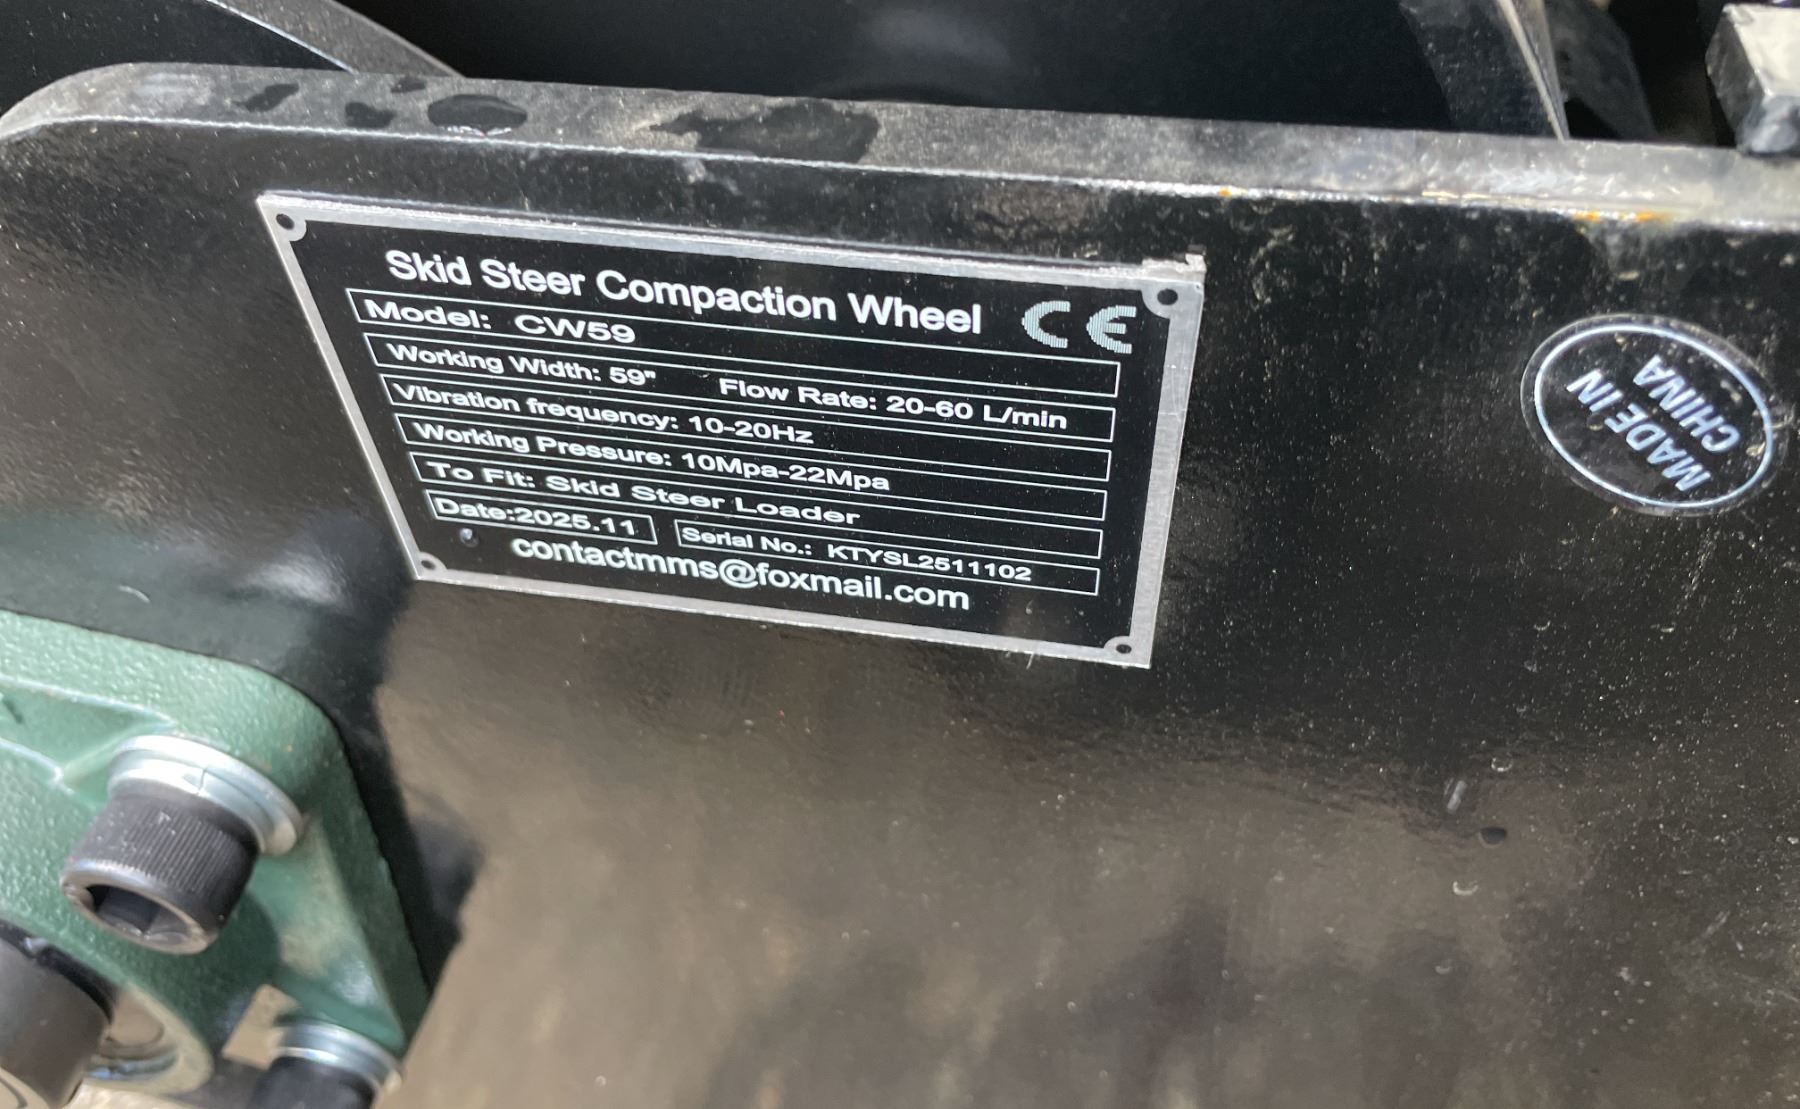 Skid Steer Compaction Wheel
CE
Model: CW59
Working Width: 59" Flow Rate: 20-60 L/min
Vibration frequency: 10-20Hz
Working Pressure: 10Mpa-22Mpa
To Fit: Skid Steer Loader
Date:2025.11 Serial No.: KTYSL2511102
contactmms@foxmail.com
MADE IN
CHINA